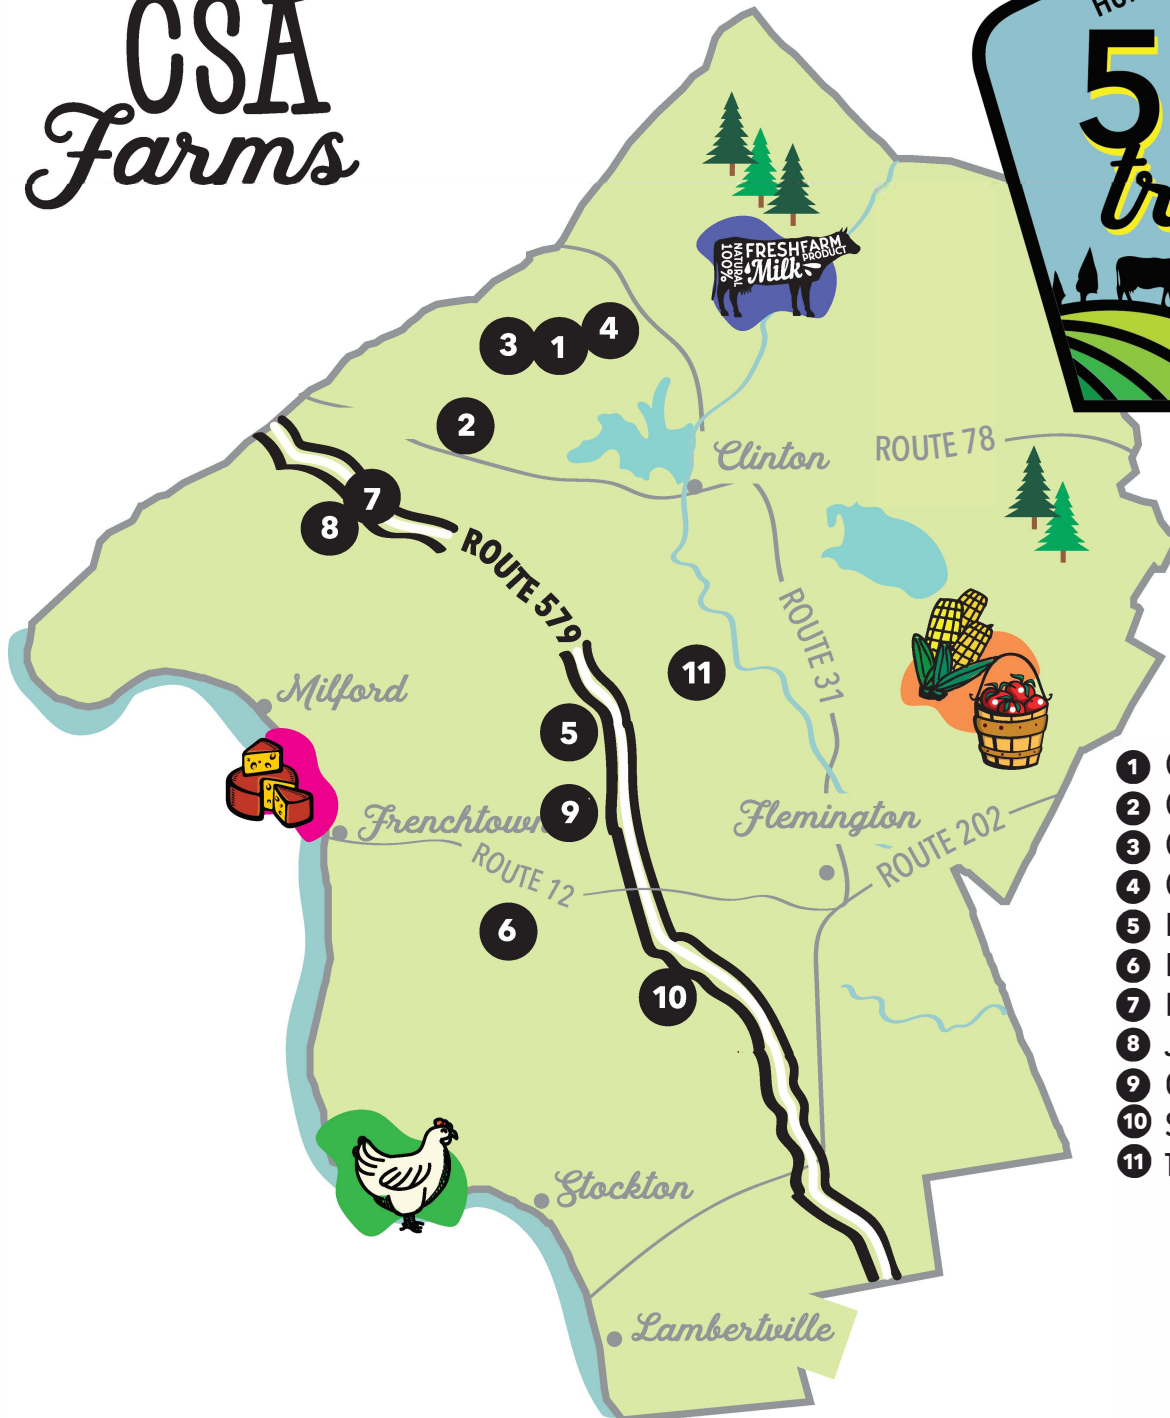 CSA
Farms
5
100%
NATURAL
FRESH FARM
PRODUCT
Milk
3
1
4
2
Clinton
ROUTE 78
7
8
ROUTE 579
ROUTE 31
11
Milford
5
9
Frenchtown
Flemington
ROUTE 202
ROUTE 12
6
10
Stockton
Lambertville
1
2
3
4
5
6
7
8
9
10
11